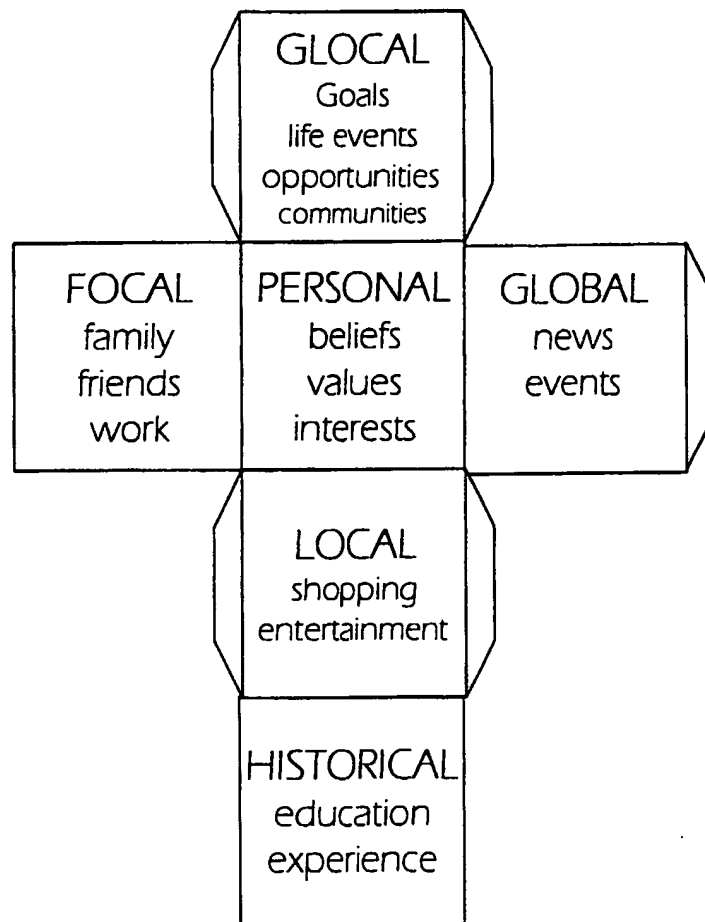 GLOCAL
Goals
life events
opportunities
communities
FOCAL
family
friends
work
PERSONAL
beliefs
values
interests
GLOBAL
news
events
LOCAL
shopping
entertainment
HISTORICAL
education
experience